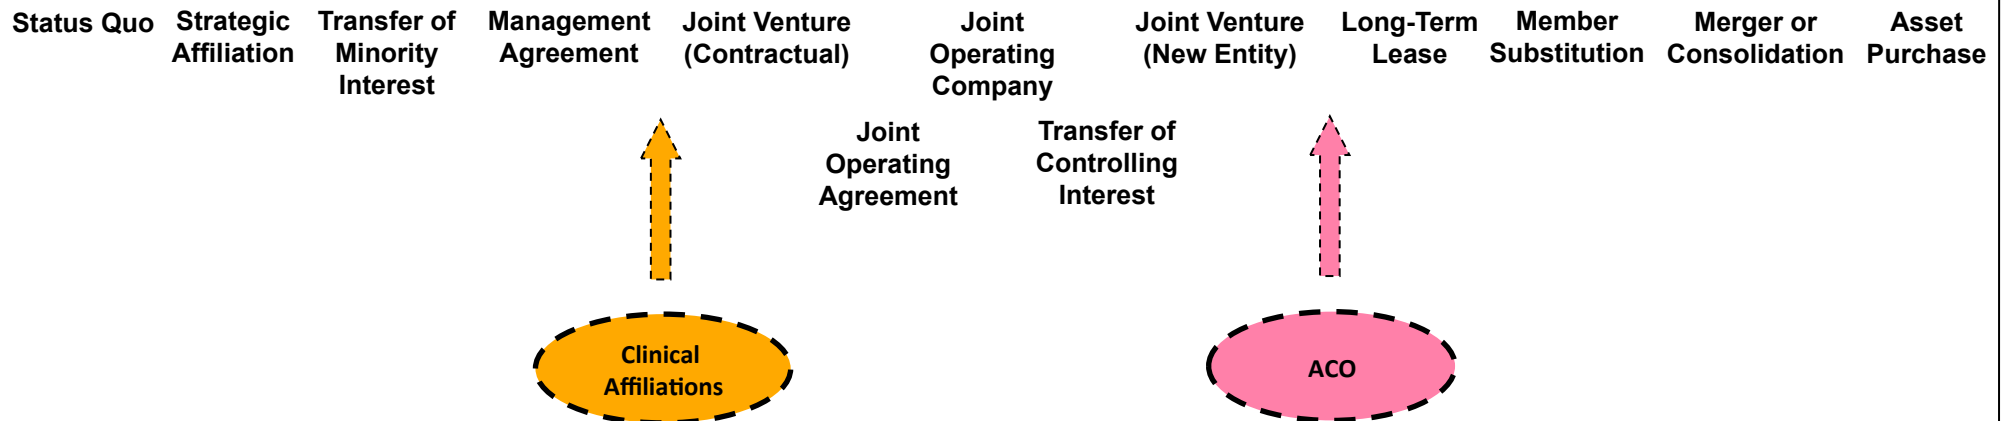 Status Quo
Strategic
Affiliation
Transfer of
Minority
Interest
Management
Agreement
Joint Venture
(Contractual)
Joint
Operating
Agreement
Joint
Operating
Company
Transfer of
Controlling
Interest
Joint Venture
(New Entity)
Long-Term
Lease
Member
Substitution
Merger or
Consolidation
Asset
Purchase
Clinical
Affiliations
ACO